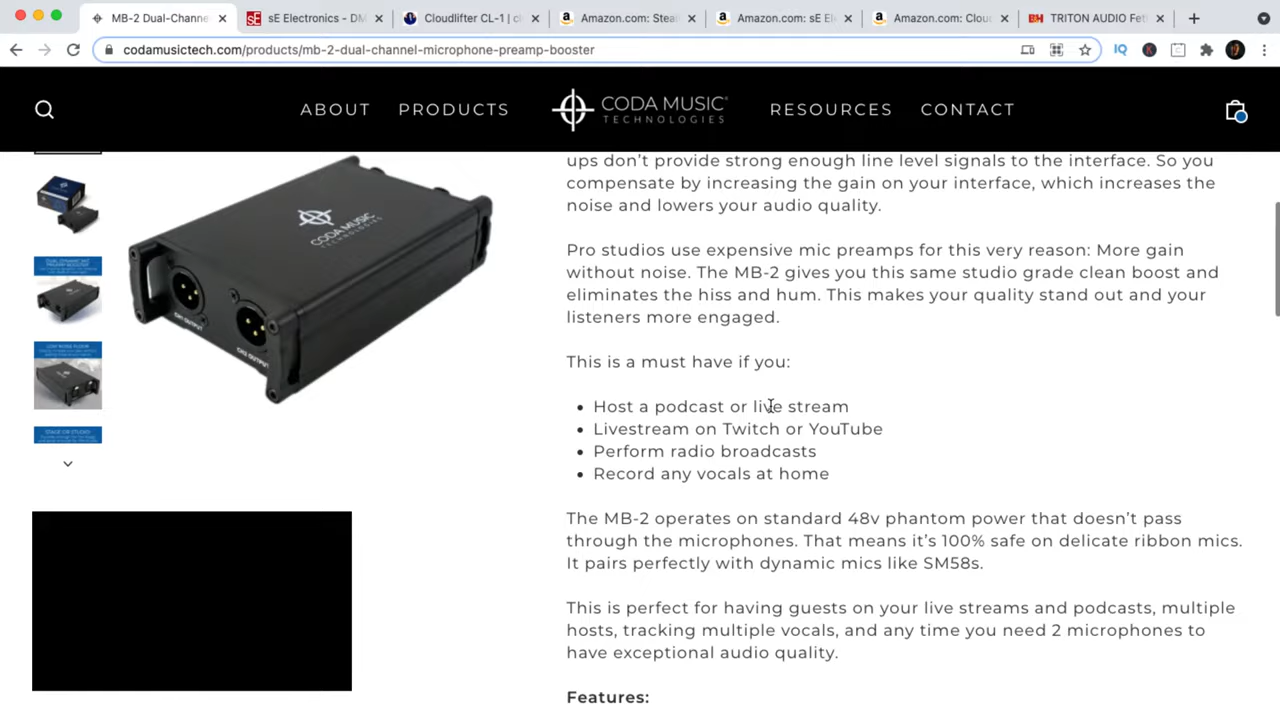 MB-2 Dual-Channe
sE Electronics - DM
Cloudlifter CL-1 | cl
Amazon.com: Steal
Amazon.com: sE El
Amazon.com: Clou
TRITON AUDIO Fet
codamusictech.com/products/mb-2-dual-channel-microphone-preamp-booster
ABOUT PRODUCTS CODA MUSIC TECHNOLOGIES RESOURCES CONTACT
ups don't provide strong enough line level signals to the interface. So you
compensate by increasing the gain on your interface, which increases the
noise and lowers your audio quality.
Pro studios use expensive mic preamps for this very reason: More gain
without noise. The MB-2 gives you this same studio grade clean boost and
eliminates the hiss and hum. This makes your quality stand out and your
listeners more engaged.
This is a must have if you:
• Host a podcast or live stream
• Livestream on Twitch or YouTube
• Perform radio broadcasts
• Record any vocals at home
The MB-2 operates on standard 48v phantom power that doesn't pass
through the microphones. That means it's 100% safe on delicate ribbon mics.
It pairs perfectly with dynamic mics like SM58s.
This is perfect for having guests on your live streams and podcasts, multiple
hosts, tracking multiple vocals, and any time you need 2 microphones to
have exceptional audio quality.
Features:
CODA MUSIC
TECHNOLOGIES
CH1 OUTPUT
CH2 OUTPUT